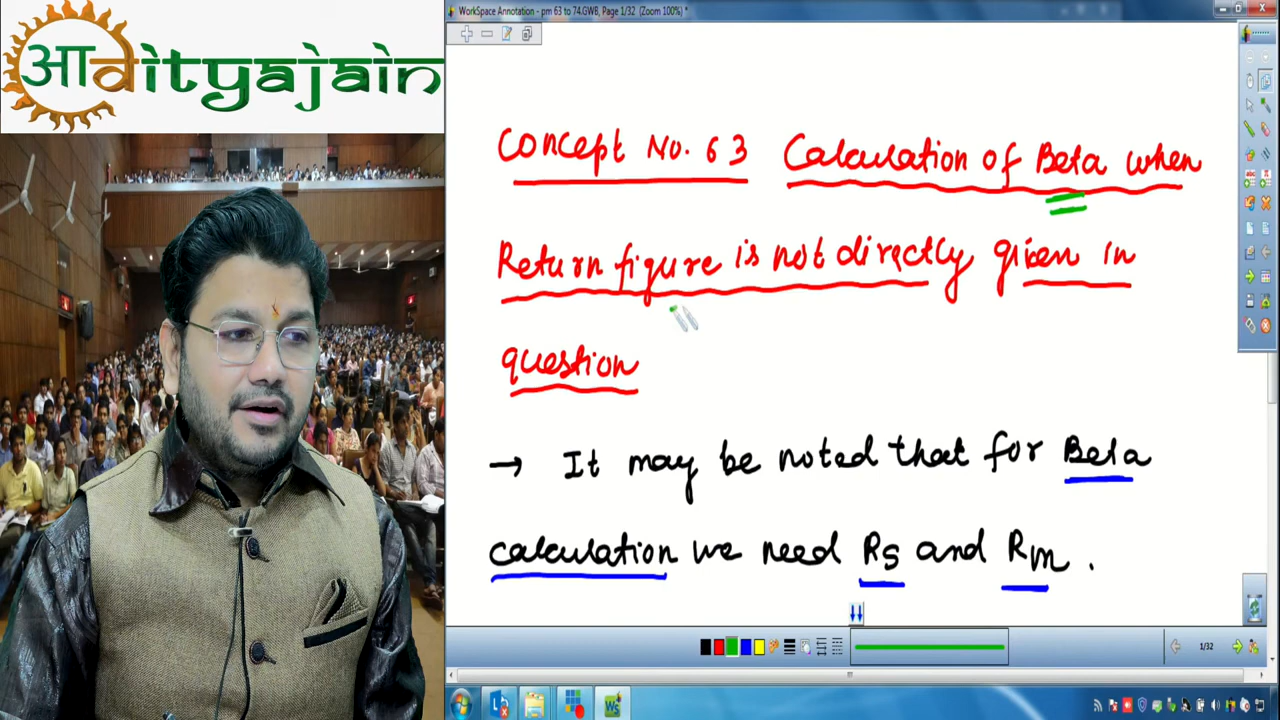 आdityajain
WorkSpace Annotation - pm 63 to 74.GWB, Page 1/32 (Zoom 100%) *
Concept No. 63 Calculation of Beta when
Return figure is not directly given in
question
→ It may be noted that for Beta
calculation we need Rs and Rm.
1/32